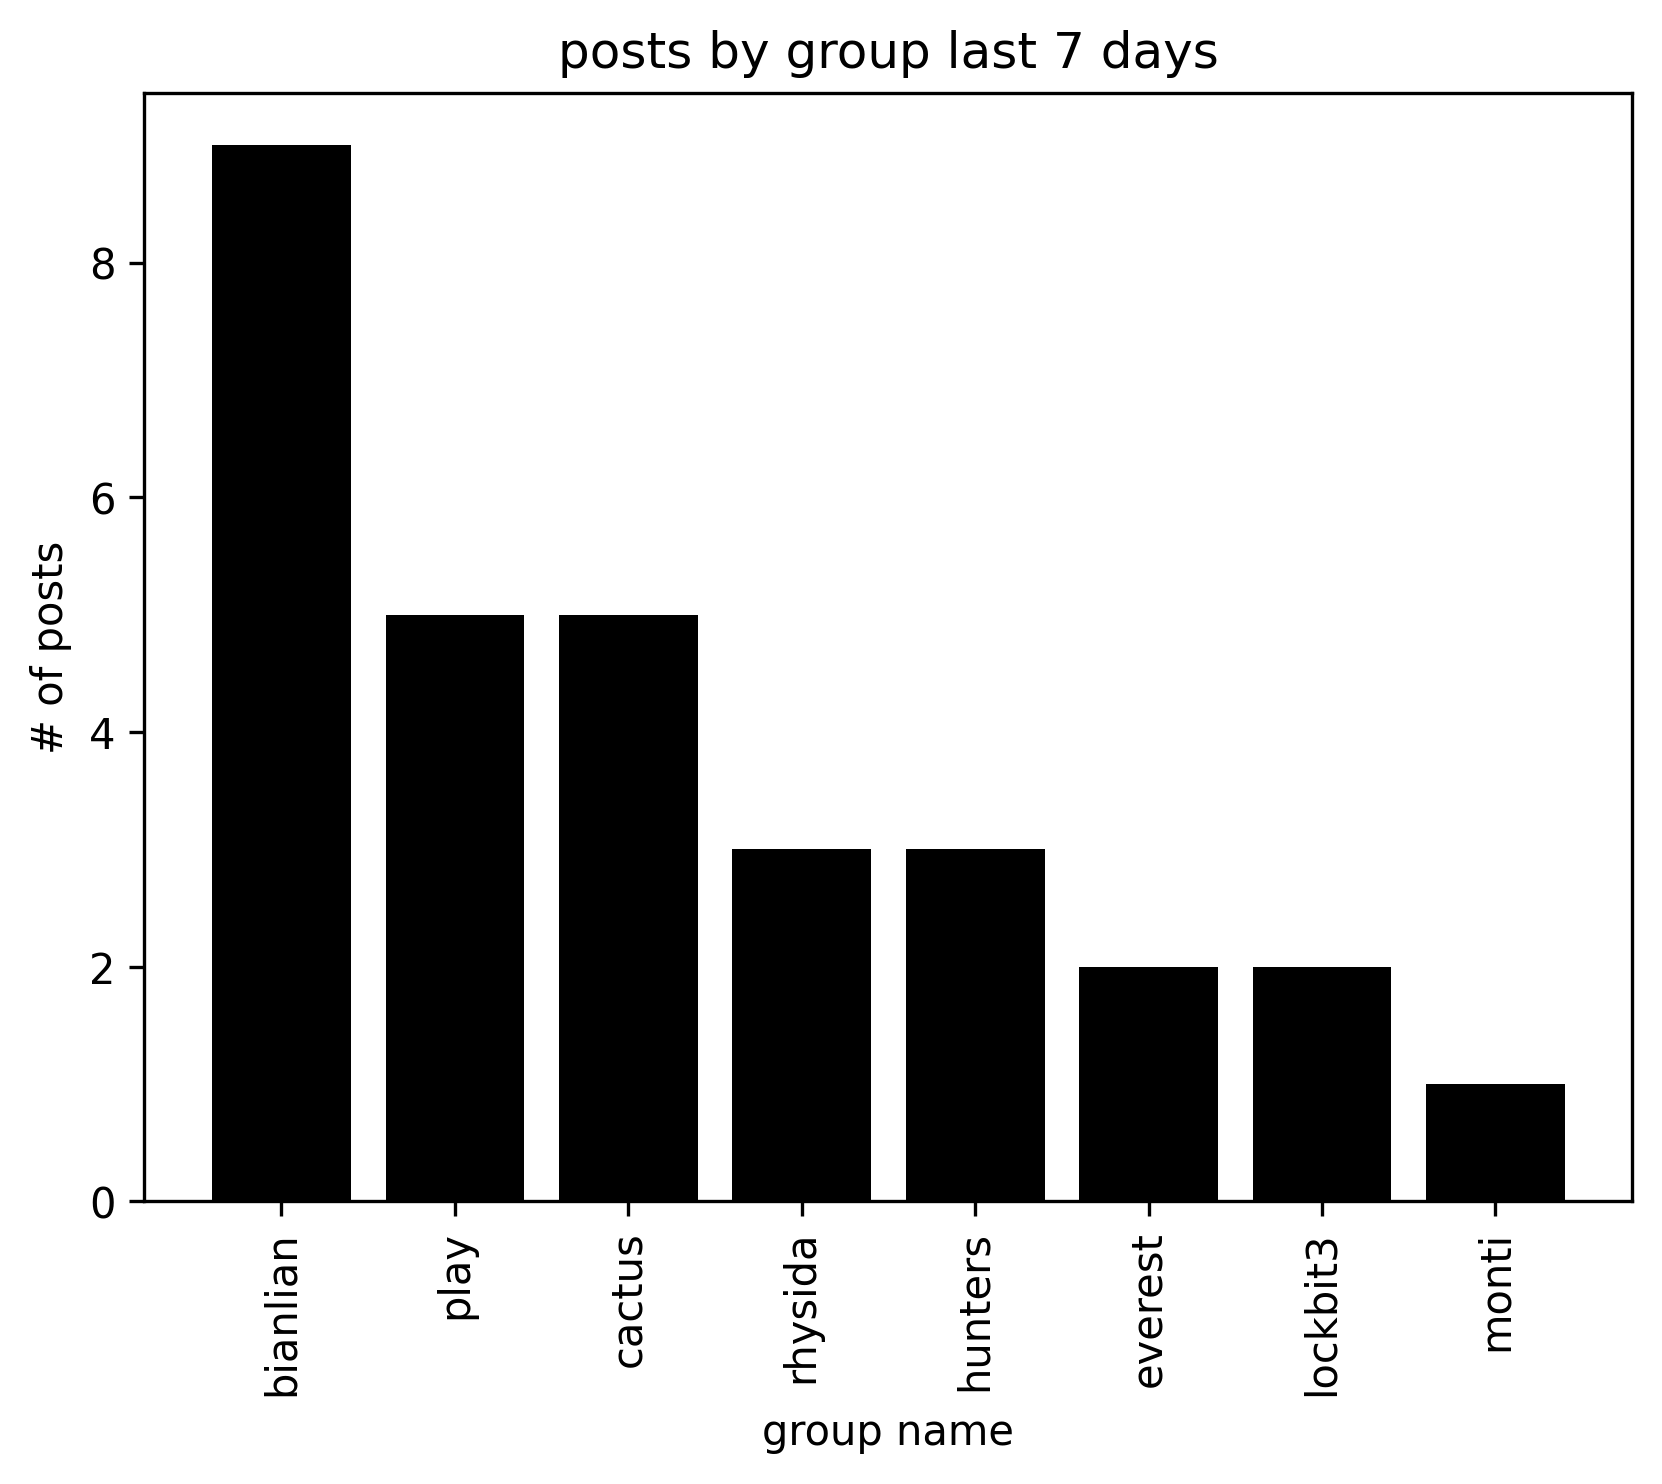 posts by group last 7 days
# of posts
8
6
4
2
0
bianlian
play
cactus
rhysida
hunters
everest
lockbit3
monti
group name